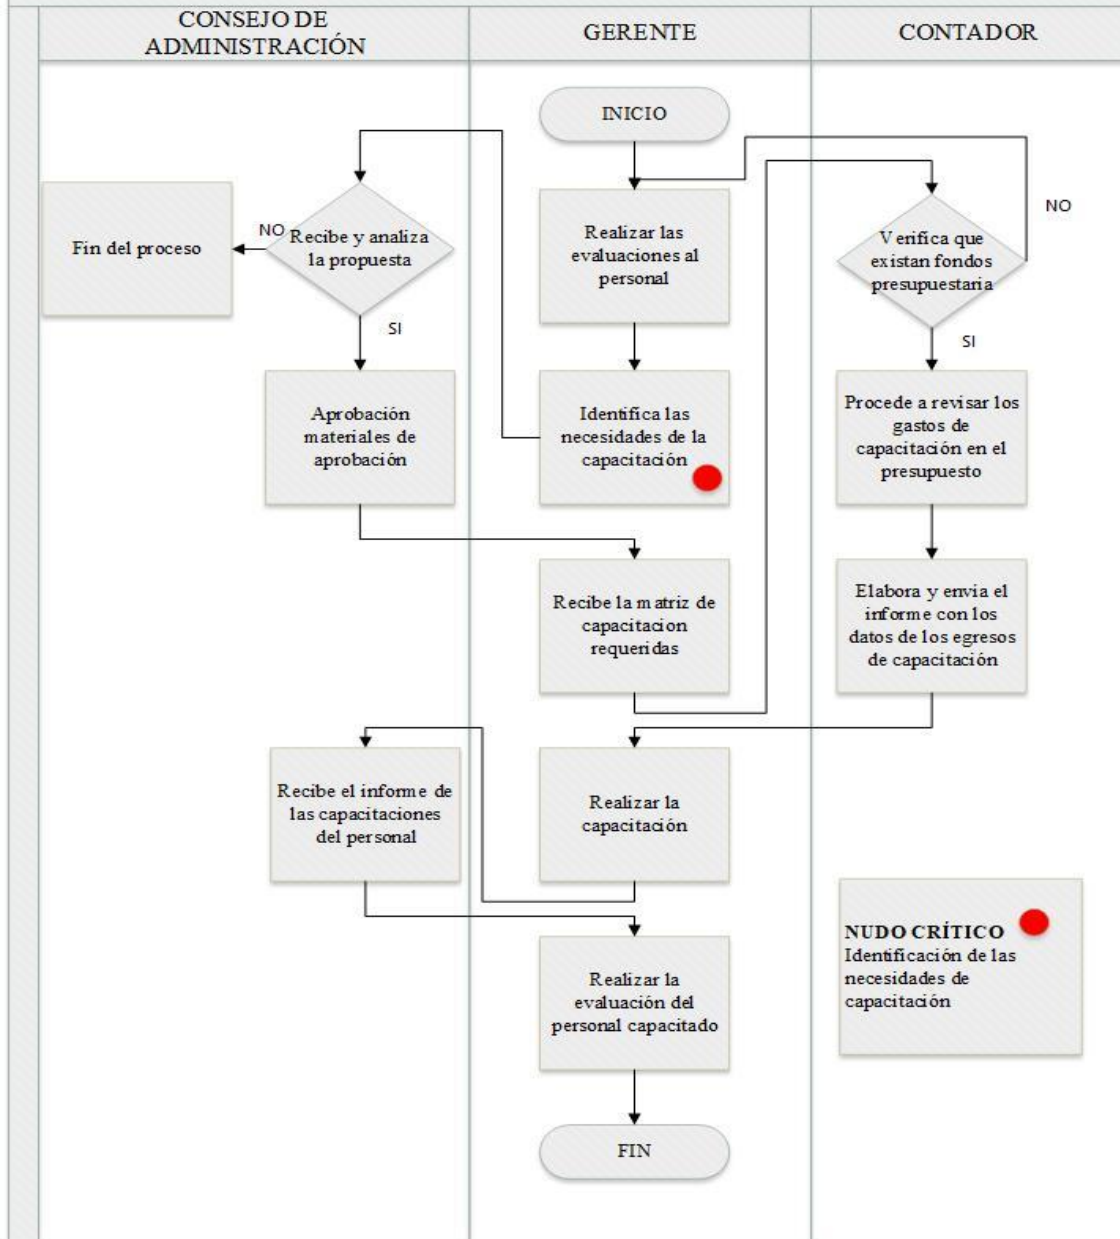 CONSEJO DE
ADMINISTRACIÓN
GERENTE
CONTADOR
INICIO
Fin del proceso
NO
Recibe y analiza
la propuesta
SI
Realizar las
evaluaciones al
personal
Verifica que
existan fondos
presupuestaria
NO
SI
Aprobación
materiales de
aprobación
Identifica las
necesidades de la
capacitación
Procede a revisar los
gastos de
capacitación en el
presupuesto
Recibe la matriz de
capacitacion
requeridas
Elabora y envia el
informe con los
datos de los egresos
de capacitación
Recibe el informe de
las capacitaciones
del personal
Realizar la
capacitación
NUDO CRÍTICO
Identificación de las
necesidades de
capacitación
Realizar la
evaluación del
personal capacitado
FIN